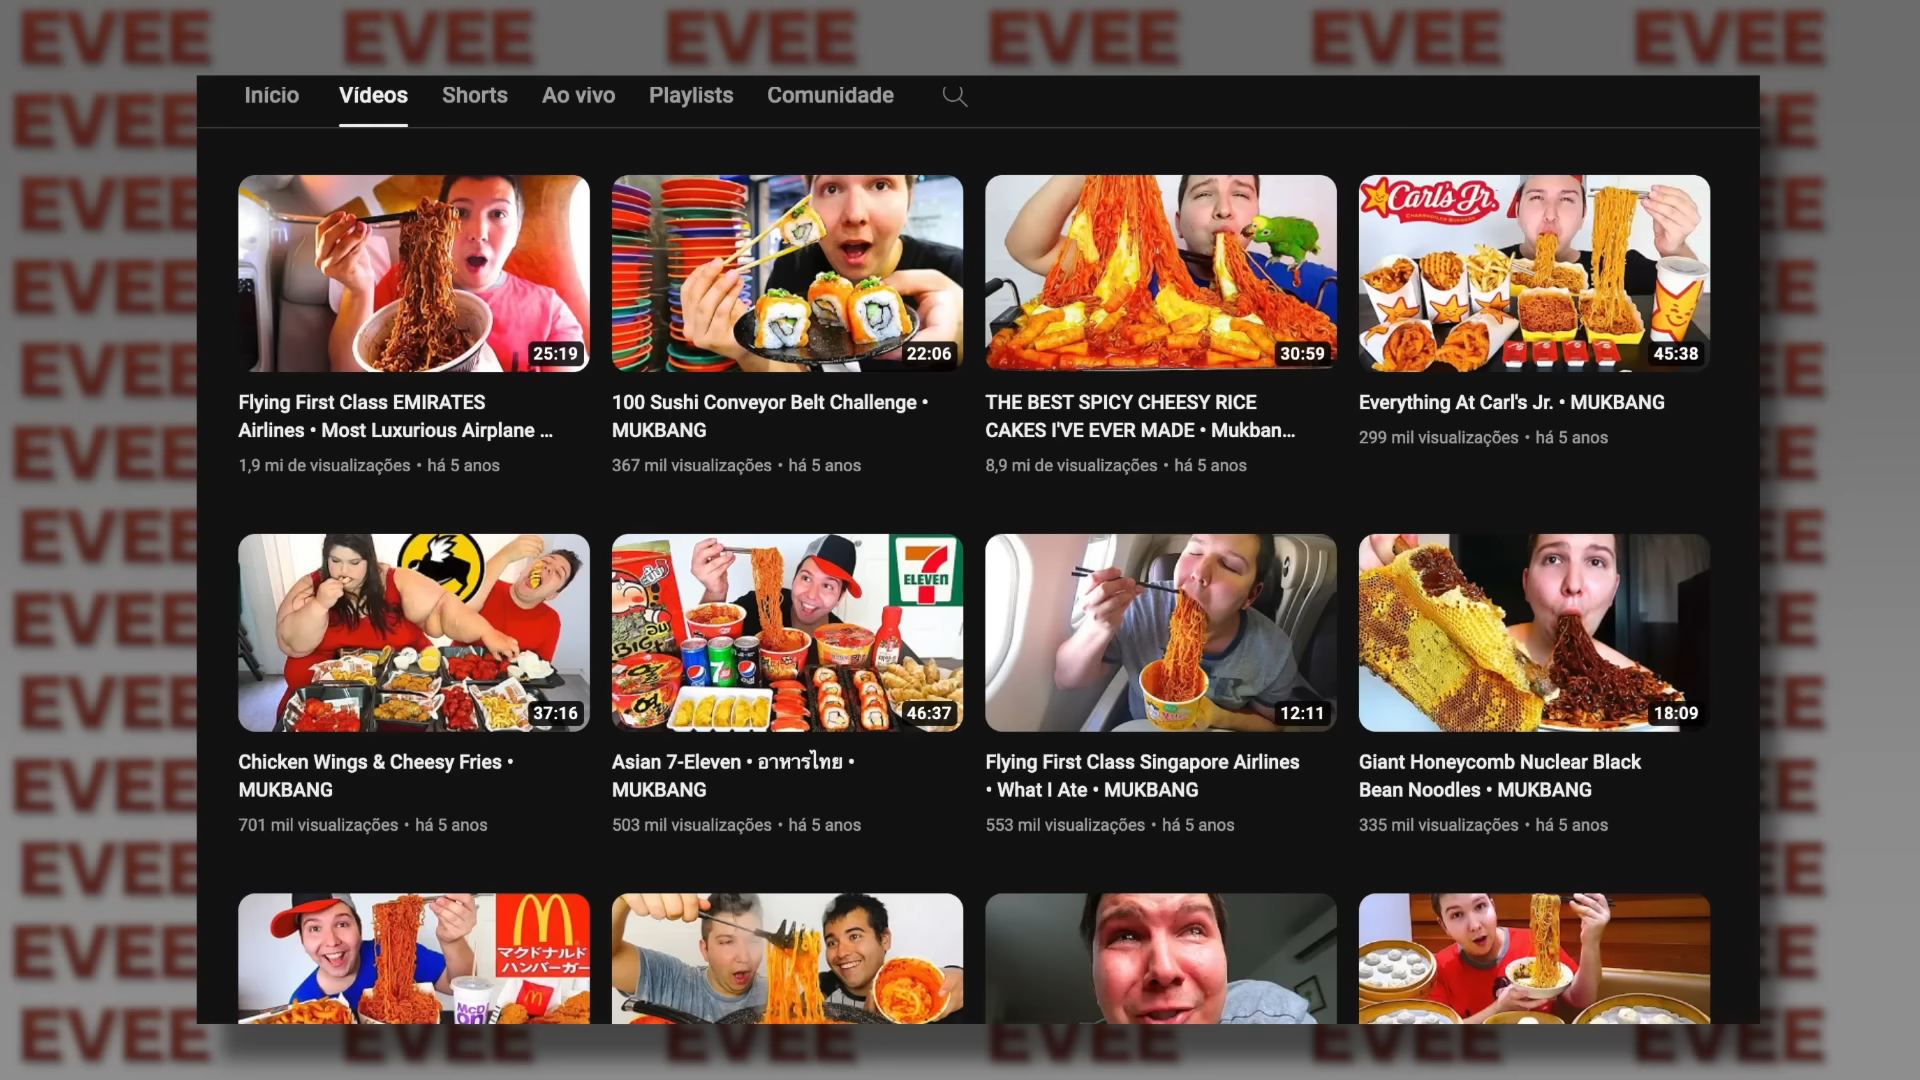 EVEE EVEE EVEE EVEE EVEE EVEE
Início Vídeos Shorts Ao vivo Playlists Comunidade
Carl's Jr.
25:19
22:06
30:59
45:38
Flying First Class EMIRATES
Airlines • Most Luxurious Airplane ...
1,9 mi de visualizações • há 5 anos
100 Sushi Conveyor Belt Challenge •
MUKBANG
367 mil visualizações • há 5 anos
THE BEST SPICY CHEESY RICE
CAKES I'VE EVER MADE • Mukban...
8,9 mi de visualizações • há 5 anos
Everything At Carl's Jr. • MUKBANG
299 mil visualizações • há 5 anos
7
ELEVEN
BIG
37:16
46:37
12:11
18:09
Chicken Wings & Cheesy Fries •
MUKBANG
701 mil visualizações • há 5 anos
Asian 7-Eleven • อาหารไทย •
MUKBANG
503 mil visualizações • há 5 anos
Flying First Class Singapore Airlines
• What I Ate • MUKBANG
553 mil visualizações • há 5 anos
Giant Honeycomb Nuclear Black
Bean Noodles • MUKBANG
335 mil visualizações • há 5 anos
マクドナルド
ハンバーガー
EVEE EVEE EVEE EVEE EVEE EVEE